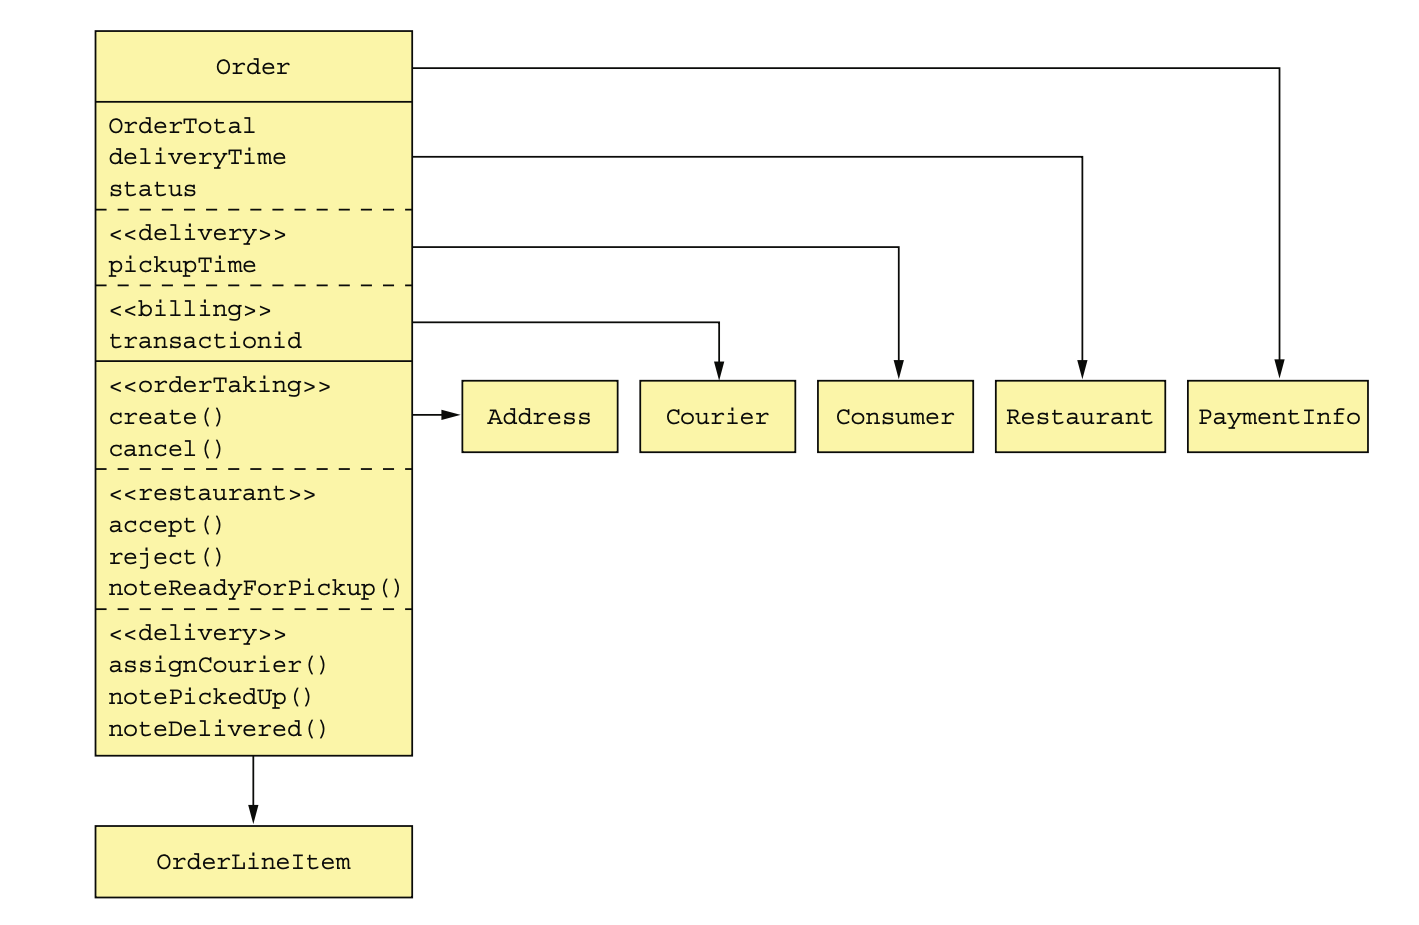 Order
OrderTotal
deliveryTime
status
<<delivery>>
pickupTime
<<billing>>
transactionid
<<orderTaking>>
create()
cancel()
<<restaurant>>
accept()
reject()
noteReadyForPickup()
<<delivery>>
assignCourier()
notePickedUp()
noteDelivered()
Address
Courier
Consumer
Restaurant
PaymentInfo
OrderLineItem